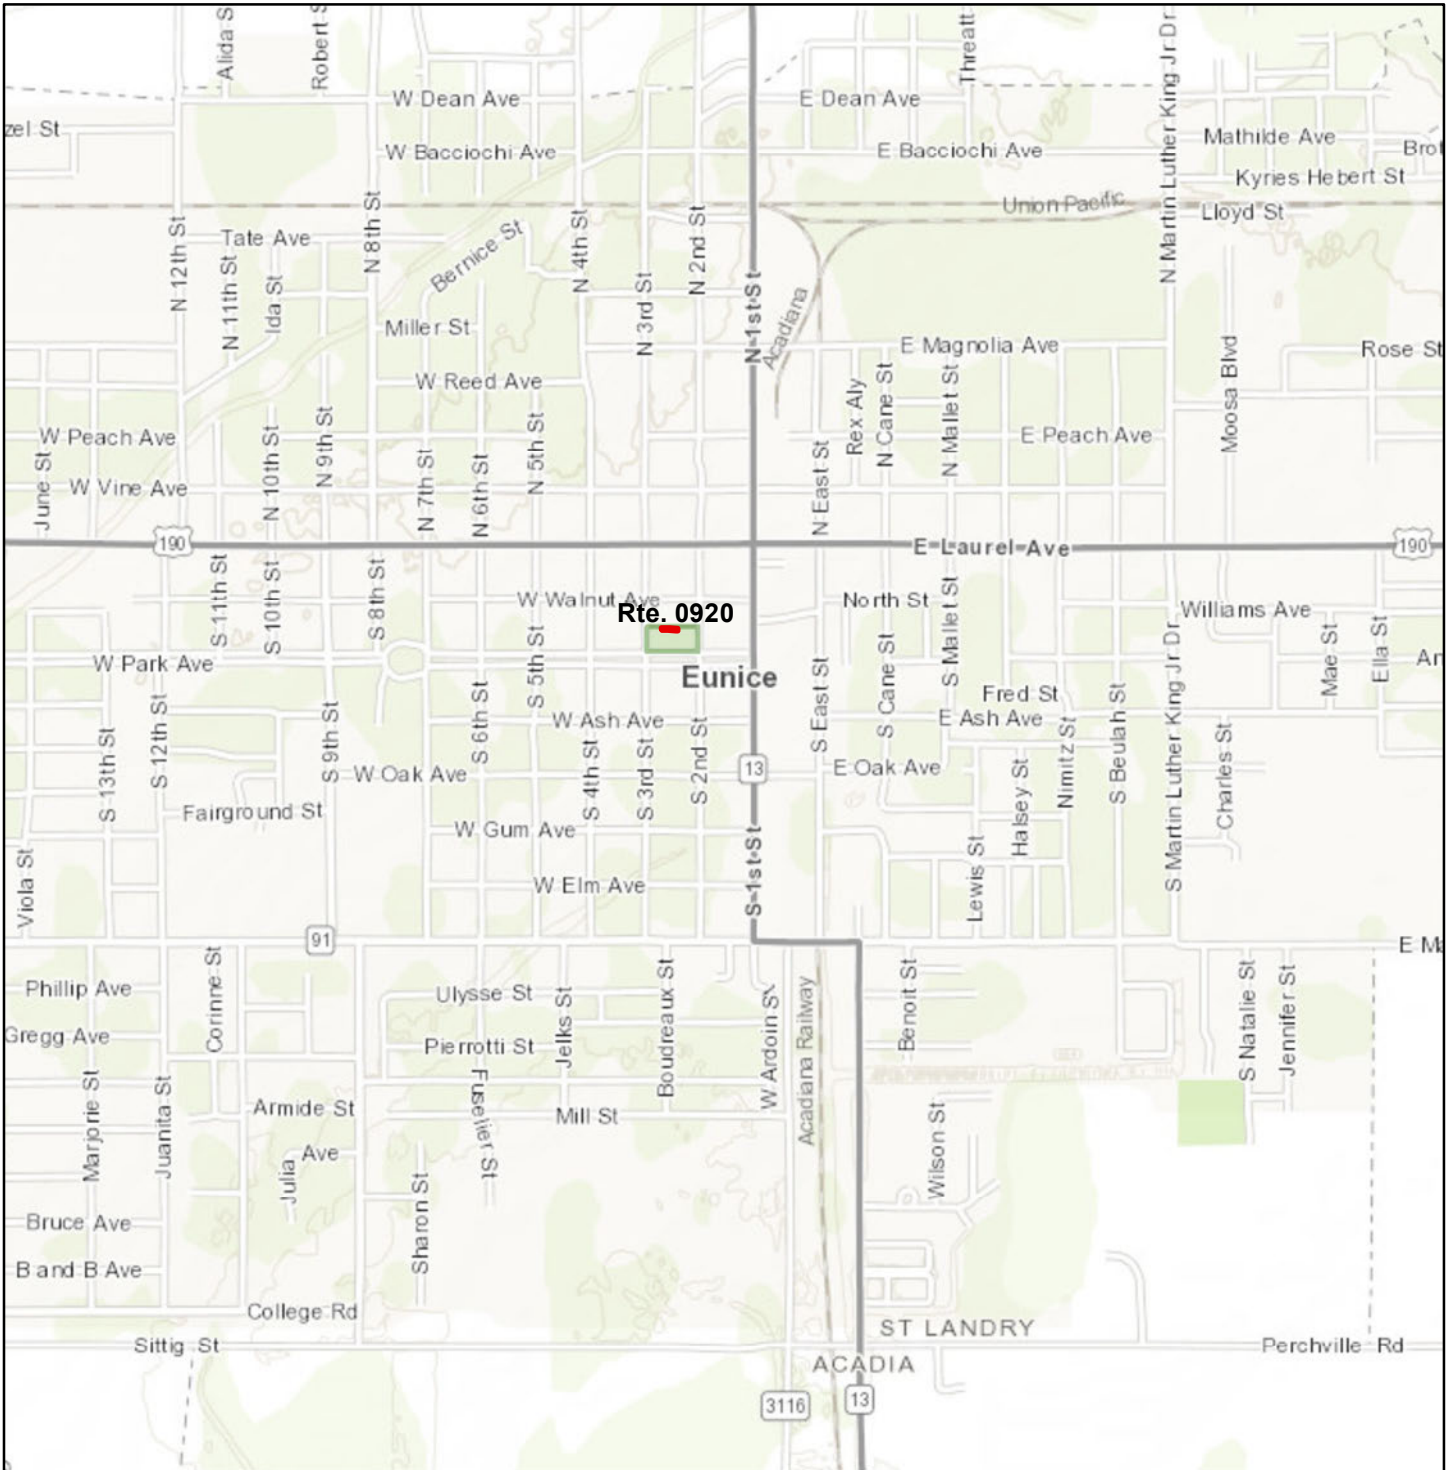 Alida S
Robert S
Threatt
N Martin Luther King Jr Dr
W Dean Ave
E Dean Ave
zel St
W Bacciochi Ave
E Bacciochi Ave
Mathilde Ave
Brot
Kyries Hebert St
Union Pacific
Lloyd St
N 12th St
Tate Ave
N 11th St
Ida St
N 8th St
Bernice St
N 4th St
N 3rd St
N 2nd St
N 1st St
Acadiana
Miller St
E Magnolia Ave
Moosa Blvd
Rose St
W Reed Ave
Rex Aly
N Cane St
N Mallet St
W Peach Ave
E Peach Ave
June St
W Vine Ave
N 10th St
N 9th St
N 7th St
N 6th St
N 5th St
N East St
190
E Laurel Ave
190
S 11th St
S 10th St
S 8th St
W Walnut Ave
Rte. 0920
North St
S Mallet St
Williams Ave
S Martin Luther King Jr Dr
Mae St
Ella St
W Park Ave
S 5th St
Eunice
S East St
S Cane St
Fred St
An
S 13th St
S 12th St
S 9th St
S 6th St
W Ash Ave
E Ash Ave
Nimitz St
S Beulah St
Charles St
W Oak Ave
S 4th St
S 3rd St
S 2nd St
13
E Oak Ave
Halsey St
Fairground St
W Gum Ave
S 1st St
Viola St
W Elm Ave
Lewis St
91
E Ma
Phillip Ave
Corinne St
Ulysse St
Jelks St
Boudreaux St
W Ardoin S
Acadiana Railway
Benoit St
S Natalie St
Jennifer St
Gregg Ave
Pierrotti St
Marjorie St
Juanita St
Armide St
Fuselier St
Mill St
Wilson St
Julia
Ave
Sharon St
Bruce Ave
B and B Ave
College Rd
Sittig St
ST LANDRY
Perchville Rd
ACADIA
3116
13